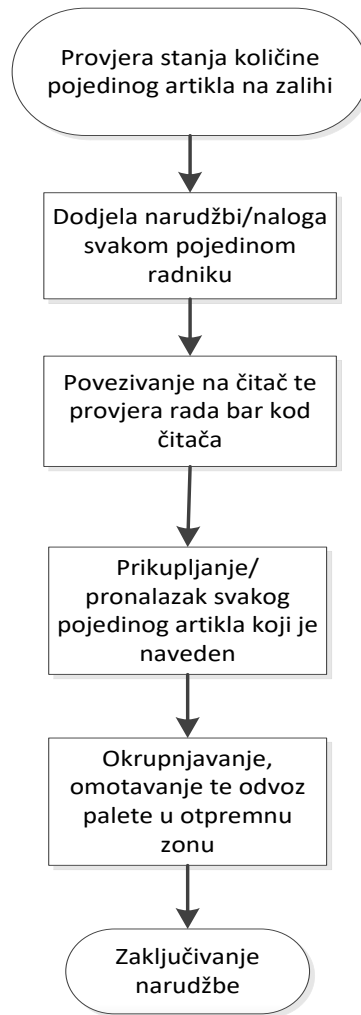 Provjera stanja količine
pojedinog artikla na zalihi
Dodjela narudžbi/naloga
svakom pojedinom
radniku
Povezivanje na čitač te
provjera rada bar kod
čitača
Prikupljanje/
pronalazak svakog
pojedinog artikla koji je
naveden
Okrupnjavanje,
omotavanje te odvoz
palete u otpremnu
zonu
Zaključivanje
narudžbe